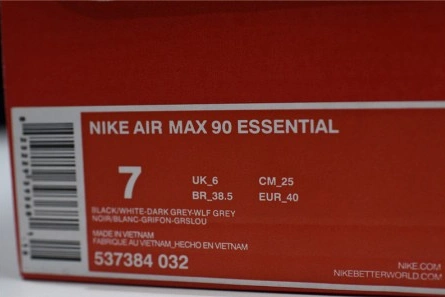 NIKE AIR MAX 90 ESSENTIAL
7
UK_6 CM_25
BR_38.5 EUR_40
BLACK/WHITE-DARK GREY-WLF GREY
NOIR/BLANC-GRIFON-GRSLOU
MADE IN VIETNAM
FABRIQUE AU VIETNAM_HECHO EN VIETNAM
537384 032
NIKE.COM
NIKEBETTERWORLD.COM